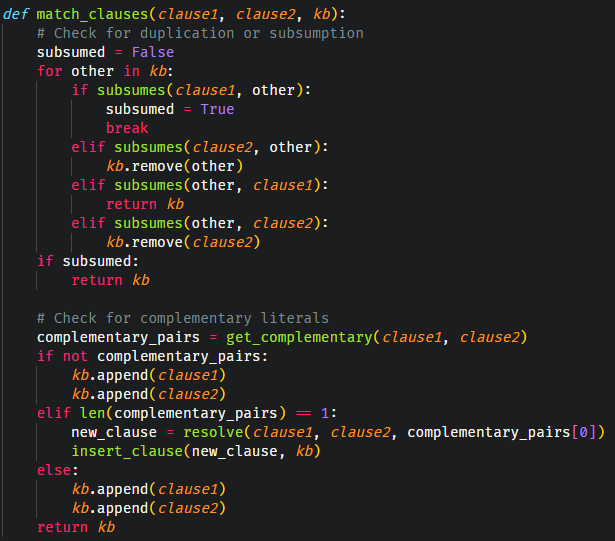 def match_clauses(clause1, clause2, kb):
    # Check for duplication or subsumption
    subsumed = False
    for other in kb:
        if subsumes(clause1, other):
            subsumed = True
            break
        elif subsumes(clause2, other):
            kb.remove(other)
        elif subsumes(other, clause1):
            return kb
        elif subsumes(other, clause2):
            kb.remove(clause2)
    if subsumed:
        return kb

    # Check for complementary literals
    complementary_pairs = get_complementary(clause1, clause2)
    if not complementary_pairs:
        kb.append(clause1)
        kb.append(clause2)
    elif len(complementary_pairs) == 1:
        new_clause = resolve(clause1, clause2, complementary_pairs[0])
        insert_clause(new_clause, kb)
    else:
        kb.append(clause1)
        kb.append(clause2)
    return kb